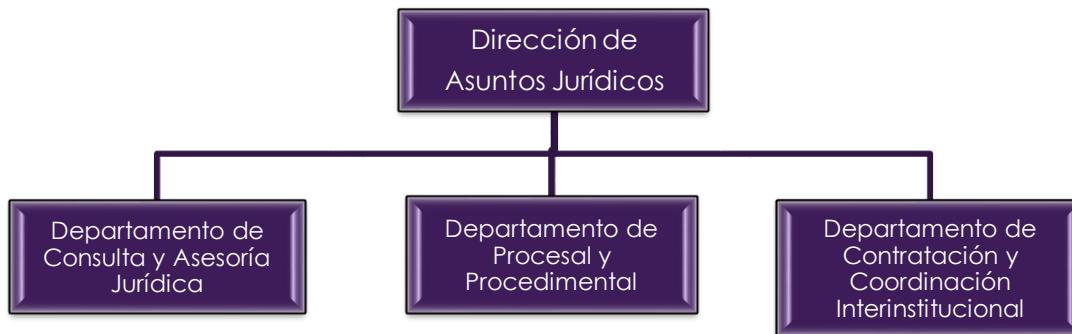 Dirección de
Asuntos Jurídicos
Departamento de
Consulta y Asesoría
Jurídica
Departamento de
Procesal y
Procedimental
Departamento de
Contratación y
Coordinación
Interinstitucional